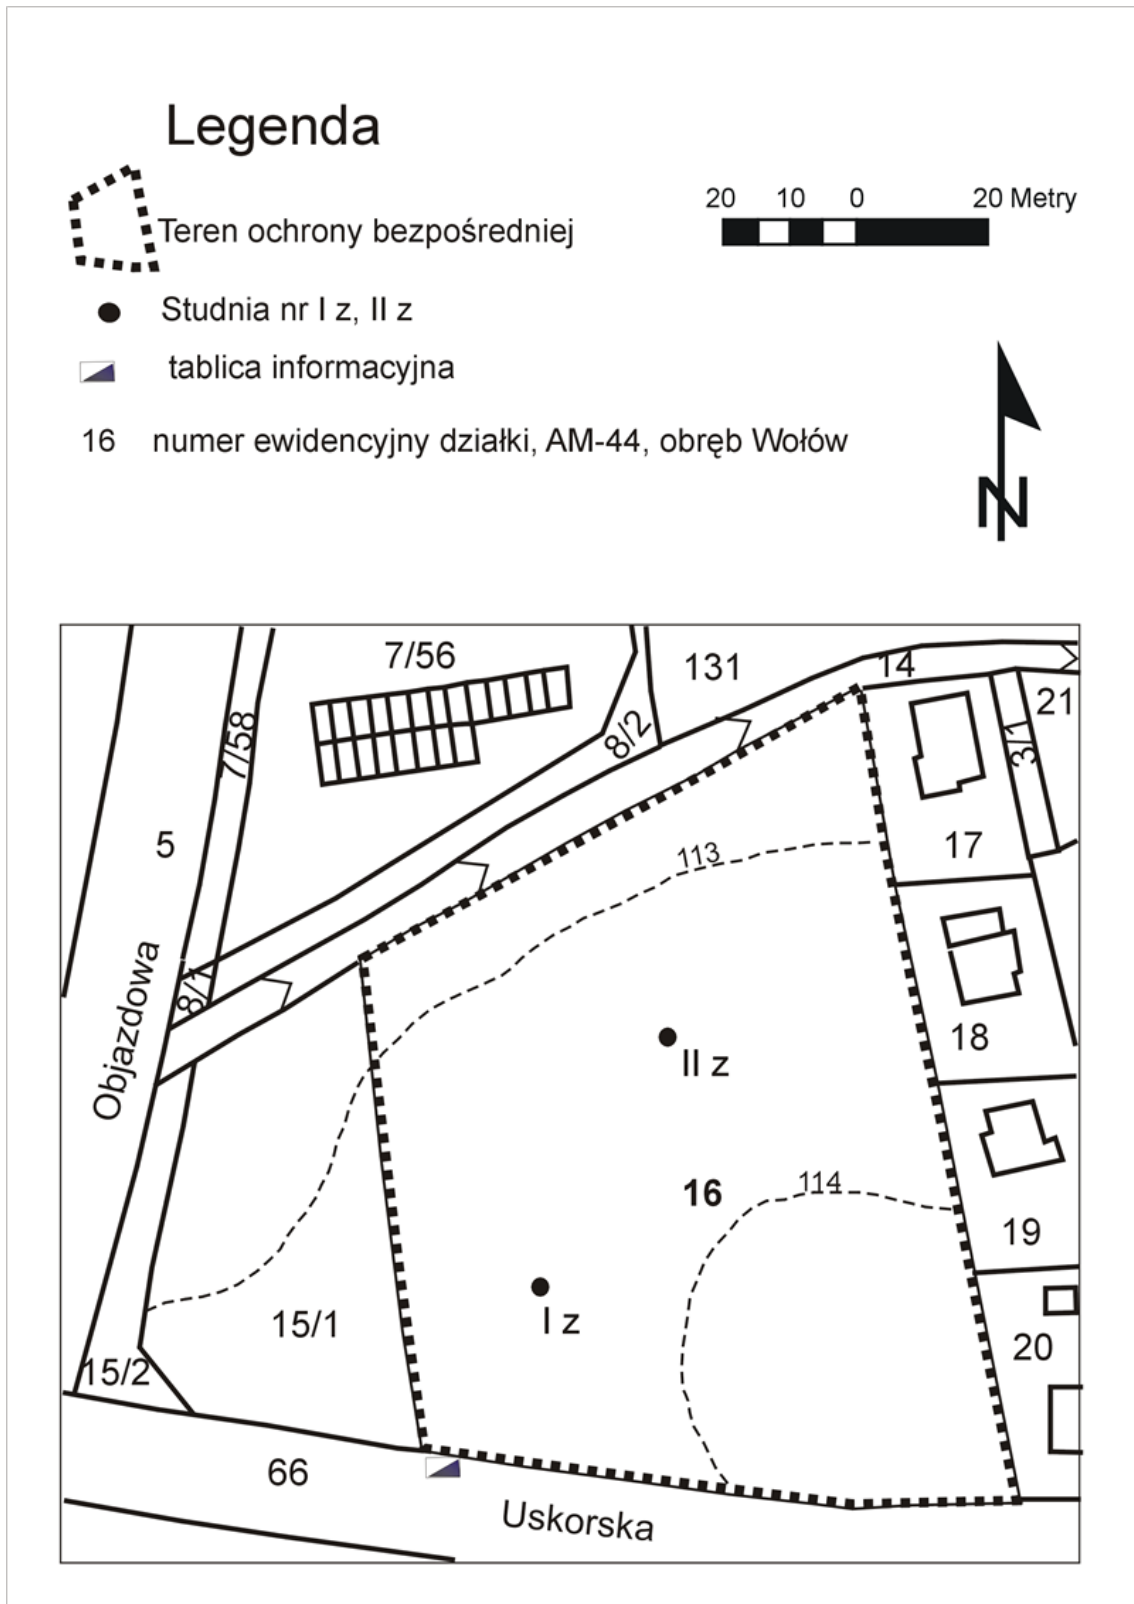 Legenda
20 10 0 20 Metry
Teren ochrony bezpośredniej
Studnia nr I z, II z
tablica informacyjna
16 numer ewidencyjny działki, AM-44, obręb Wołów
N
7/56
131
14
21
7/58
8/2
3/1
5
113
17
8/1
Objazdowa
18
II z
114
16
19
15/1
I z
20
15/2
66
Uskorska